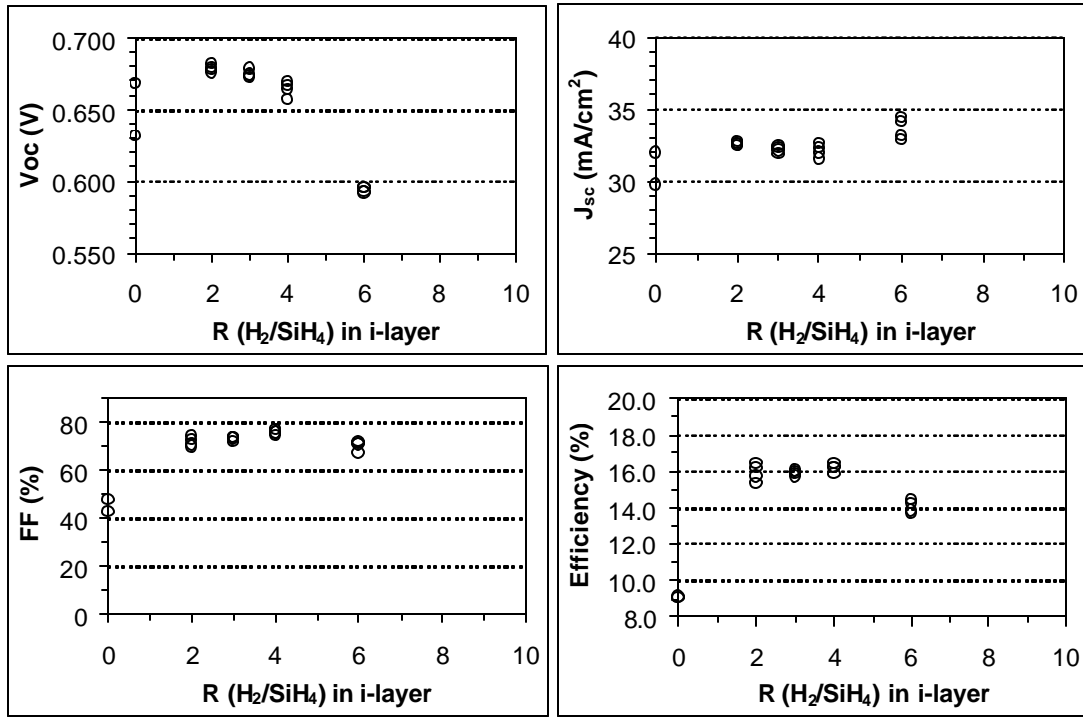 Voc (V)
0.700
0.650
0.600
0.550
0 2 4 6 8 10
R (H₂/SiH₄) in i-layer
J<sub>sc</sub> (mA/cm²)
40
35
30
25
0 2 4 6 8 10
R (H₂/SiH₄) in i-layer
FF (%)
80
60
40
20
0
0 2 4 6 8 10
R (H₂/SiH₄) in i-layer
Efficiency (%)
20.0
18.0
16.0
14.0
12.0
10.0
8.0
0 2 4 6 8 10
R (H₂/SiH₄) in i-layer